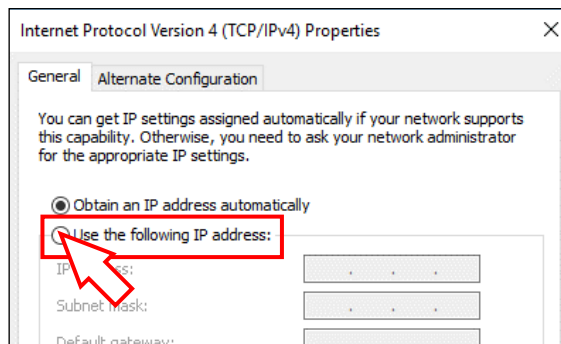 Internet Protocol Version 4 (TCP/IPv4) Properties
General Alternate Configuration
You can get IP settings assigned automatically if your network supports
this capability. Otherwise, you need to ask your network administrator
for the appropriate IP settings.
Obtain an IP address automatically
Use the following IP address:
IP address:
Subnet mask:
Default gateway: